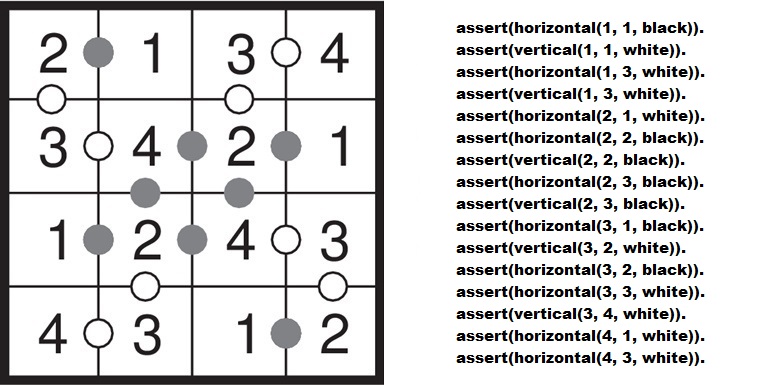 2 1 3 4
3 4 2 1
1 2 4 3
4 3 1 2
assert(horizontal(1, 1, black)).
assert(vertical(1, 1, white)).
assert(horizontal(1, 3, white)).
assert(vertical(1, 3, white)).
assert(horizontal(2, 1, white)).
assert(horizontal(2, 2, black)).
assert(vertical(2, 2, black)).
assert(horizontal(2, 3, black)).
assert(vertical(2, 3, black)).
assert(horizontal(3, 1, black)).
assert(vertical(3, 2, white)).
assert(horizontal(3, 2, black)).
assert(horizontal(3, 3, white)).
assert(vertical(3, 4, white)).
assert(horizontal(4, 1, white)).
assert(horizontal(4, 3, white)).